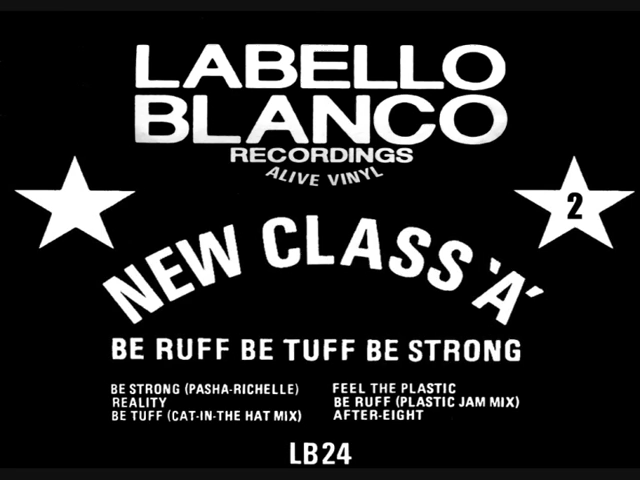 LABELLO
BLANCO
RECORDINGS
ALIVE VINYL
2
NEW CLASS 'A'
BE RUFF BE TUFF BE STRONG
BE STRONG (PASHA-RICHELLE)
REALITY
BE TUFF (CAT-IN-THE HAT MIX)
FEEL THE PLASTIC
BE RUFF (PLASTIC JAM MIX)
AFTER-EIGHT
LB24